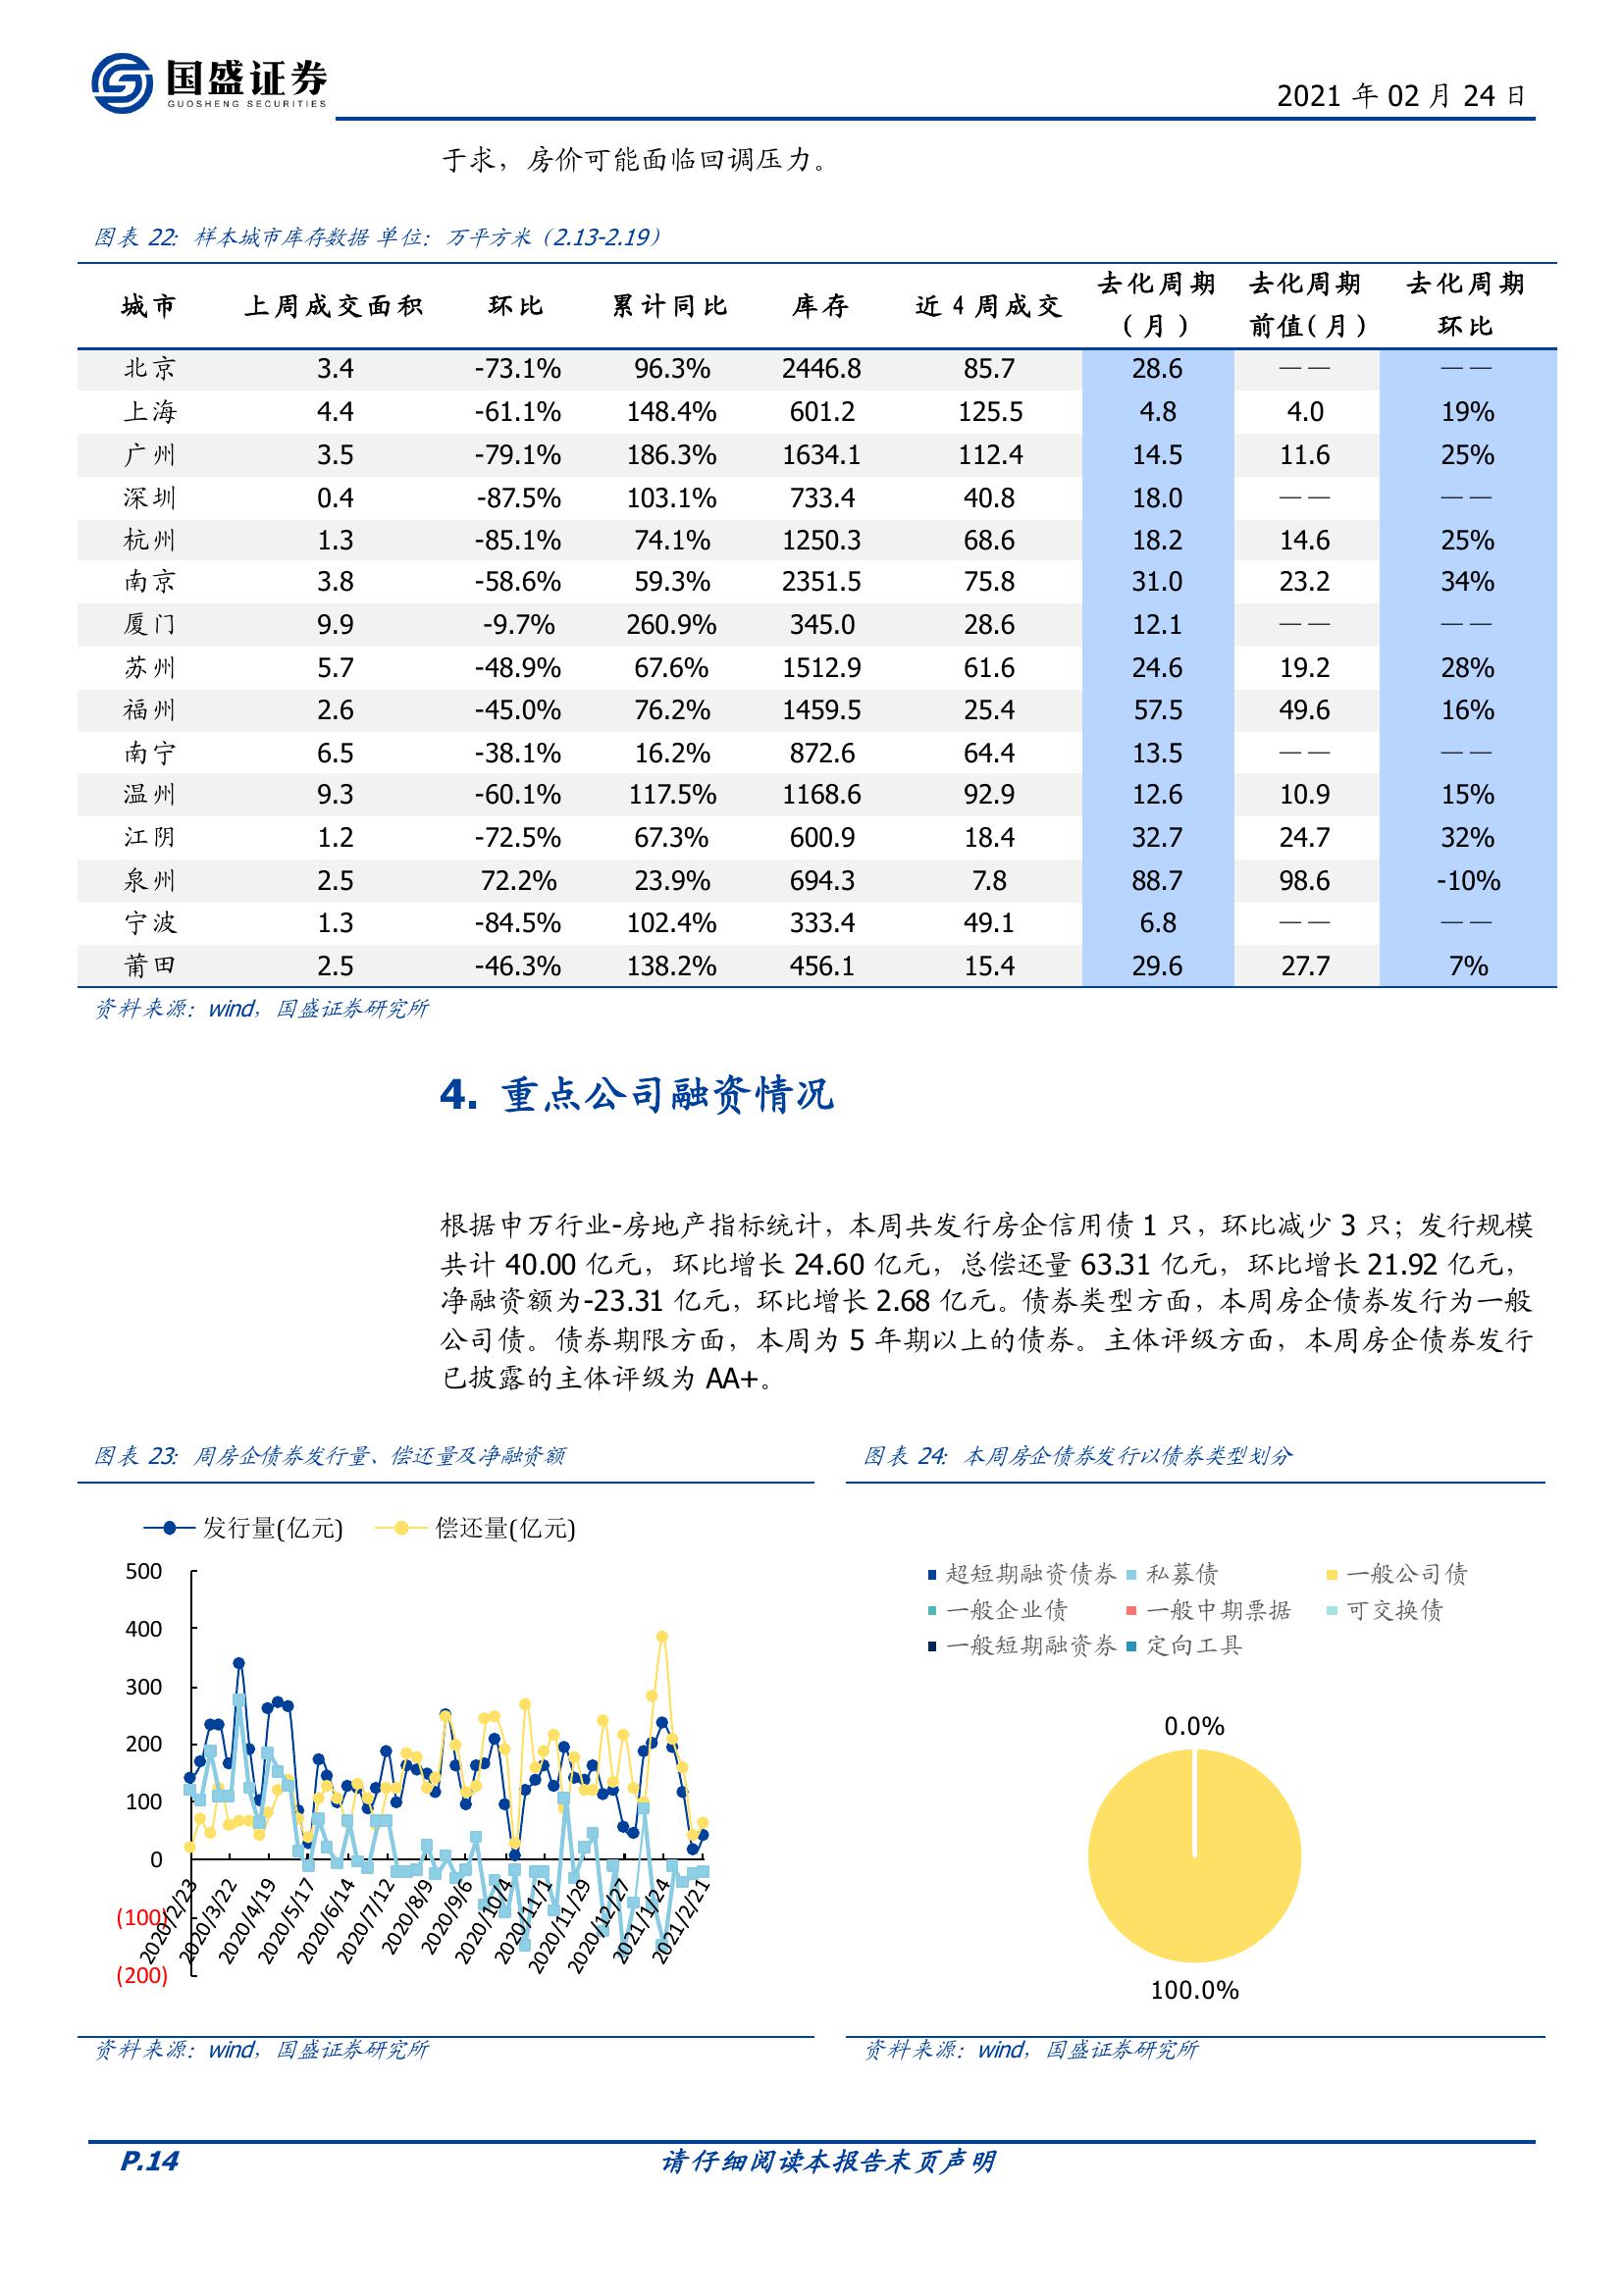 国盛证券
GUOSHENG SECURITIES
2021 年 02 月 24 日
于求，房价可能面临回调压力。
图表 22：样本城市库存数据 单位：万平方米（2.13-2.19）
城市 上周成交面积 环比 累计同比 库存 近 4 周成交 去化周期（月） 去化周期前值（月） 去化周期环比
北京 3.4 -73.1% 96.3% 2446.8 85.7 28.6 —— ——
上海 4.4 -61.1% 148.4% 601.2 125.5 4.8 4.0 19%
广州 3.5 -79.1% 186.3% 1634.1 112.4 14.5 11.6 25%
深圳 0.4 -87.5% 103.1% 733.4 40.8 18.0 —— ——
杭州 1.3 -85.1% 74.1% 1250.3 68.6 18.2 14.6 25%
南京 3.8 -58.6% 59.3% 2351.5 75.8 31.0 23.2 34%
厦门 9.9 -9.7% 260.9% 345.0 28.6 12.1 —— ——
苏州 5.7 -48.9% 67.6% 1512.9 61.6 24.6 19.2 28%
福州 2.6 -45.0% 76.2% 1459.5 25.4 57.5 49.6 16%
南宁 6.5 -38.1% 16.2% 872.6 64.4 13.5 —— ——
温州 9.3 -60.1% 117.5% 1168.6 92.9 12.6 10.9 15%
江阴 1.2 -72.5% 67.3% 600.9 18.4 32.7 24.7 32%
泉州 2.5 72.2% 23.9% 694.3 7.8 88.7 98.6 -10%
宁波 1.3 -84.5% 102.4% 333.4 49.1 6.8 —— ——
莆田 2.5 -46.3% 138.2% 456.1 15.4 29.6 27.7 7%
资料来源：wind，国盛证券研究所
4. 重点公司融资情况
根据申万行业-房地产指标统计，本周共发行房企信用债 1 只，环比减少 3 只；发行规模
共计 40.00 亿元，环比增长 24.60 亿元，总偿还量 63.31 亿元，环比增长 21.92 亿元，
净融资额为-23.31 亿元，环比增长 2.68 亿元。债券类型方面，本周房企债券发行为一般
公司债。债券期限方面，本周为 5 年期以上的债券。主体评级方面，本周房企债券发行
已披露的主体评级为 AA+。
图表 23：周房企债券发行量、偿还量及净融资额
发行量(亿元) 偿还量(亿元)
500
400
300
200
100
0
(100)
(200)
2020/2/23 2020/3/22 2020/4/19 2020/5/17 2020/6/14 2020/7/12 2020/8/9 2020/9/6 2020/10/4 2020/11/1 2020/11/29 2020/12/27 2021/1/24 2021/2/21
资料来源：wind，国盛证券研究所
图表 24：本周房企债券发行以债券类型划分
超短期融资债券 私募债 一般公司债
一般企业债 一般中期票据 可交换债
一般短期融资券 定向工具
0.0%
100.0%
资料来源：wind，国盛证券研究所
P.14 请仔细阅读本报告末页声明